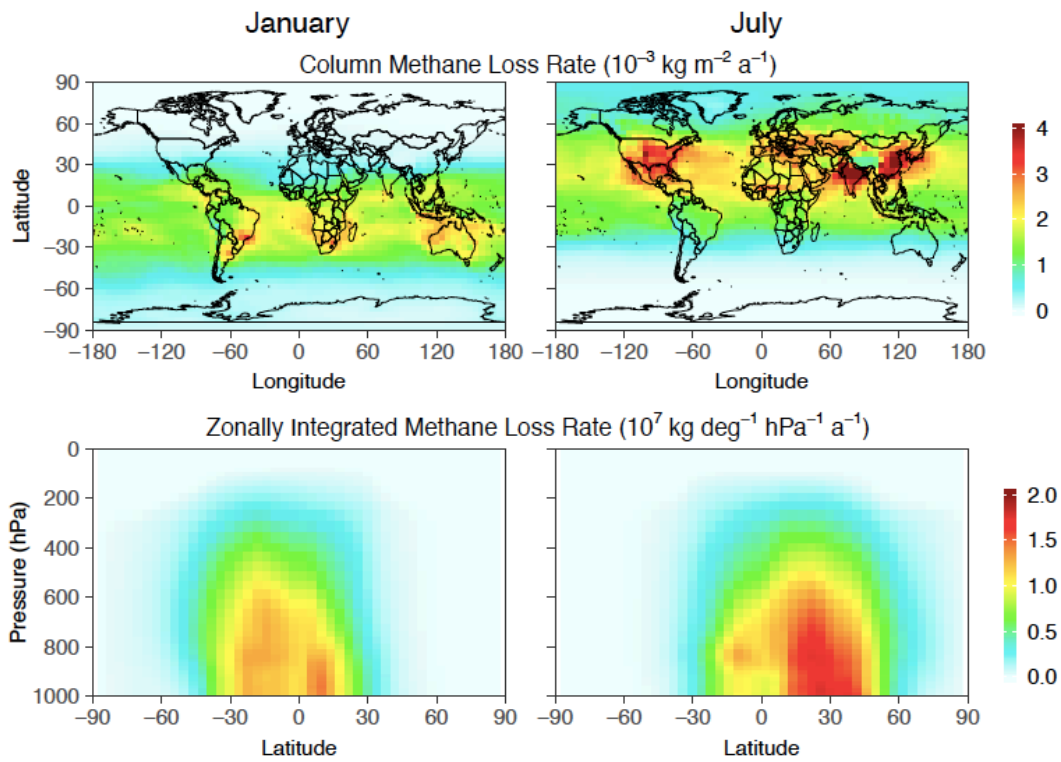 January July
Column Methane Loss Rate (10⁻³ kg m⁻² a⁻¹)
90
60
30
0
−30
−60
−90
Latitude
−180 −120 −60 0 60 120 180
Longitude
−180 −120 −60 0 60 120 180
Longitude
4
3
2
1
0
Zonally Integrated Methane Loss Rate (10⁷ kg deg⁻¹ hPa⁻¹ a⁻¹)
0
200
400
600
800
1000
Pressure (hPa)
−90 −60 −30 0 30 60 90
Latitude
−90 −60 −30 0 30 60 90
Latitude
2.0
1.5
1.0
0.5
0.0